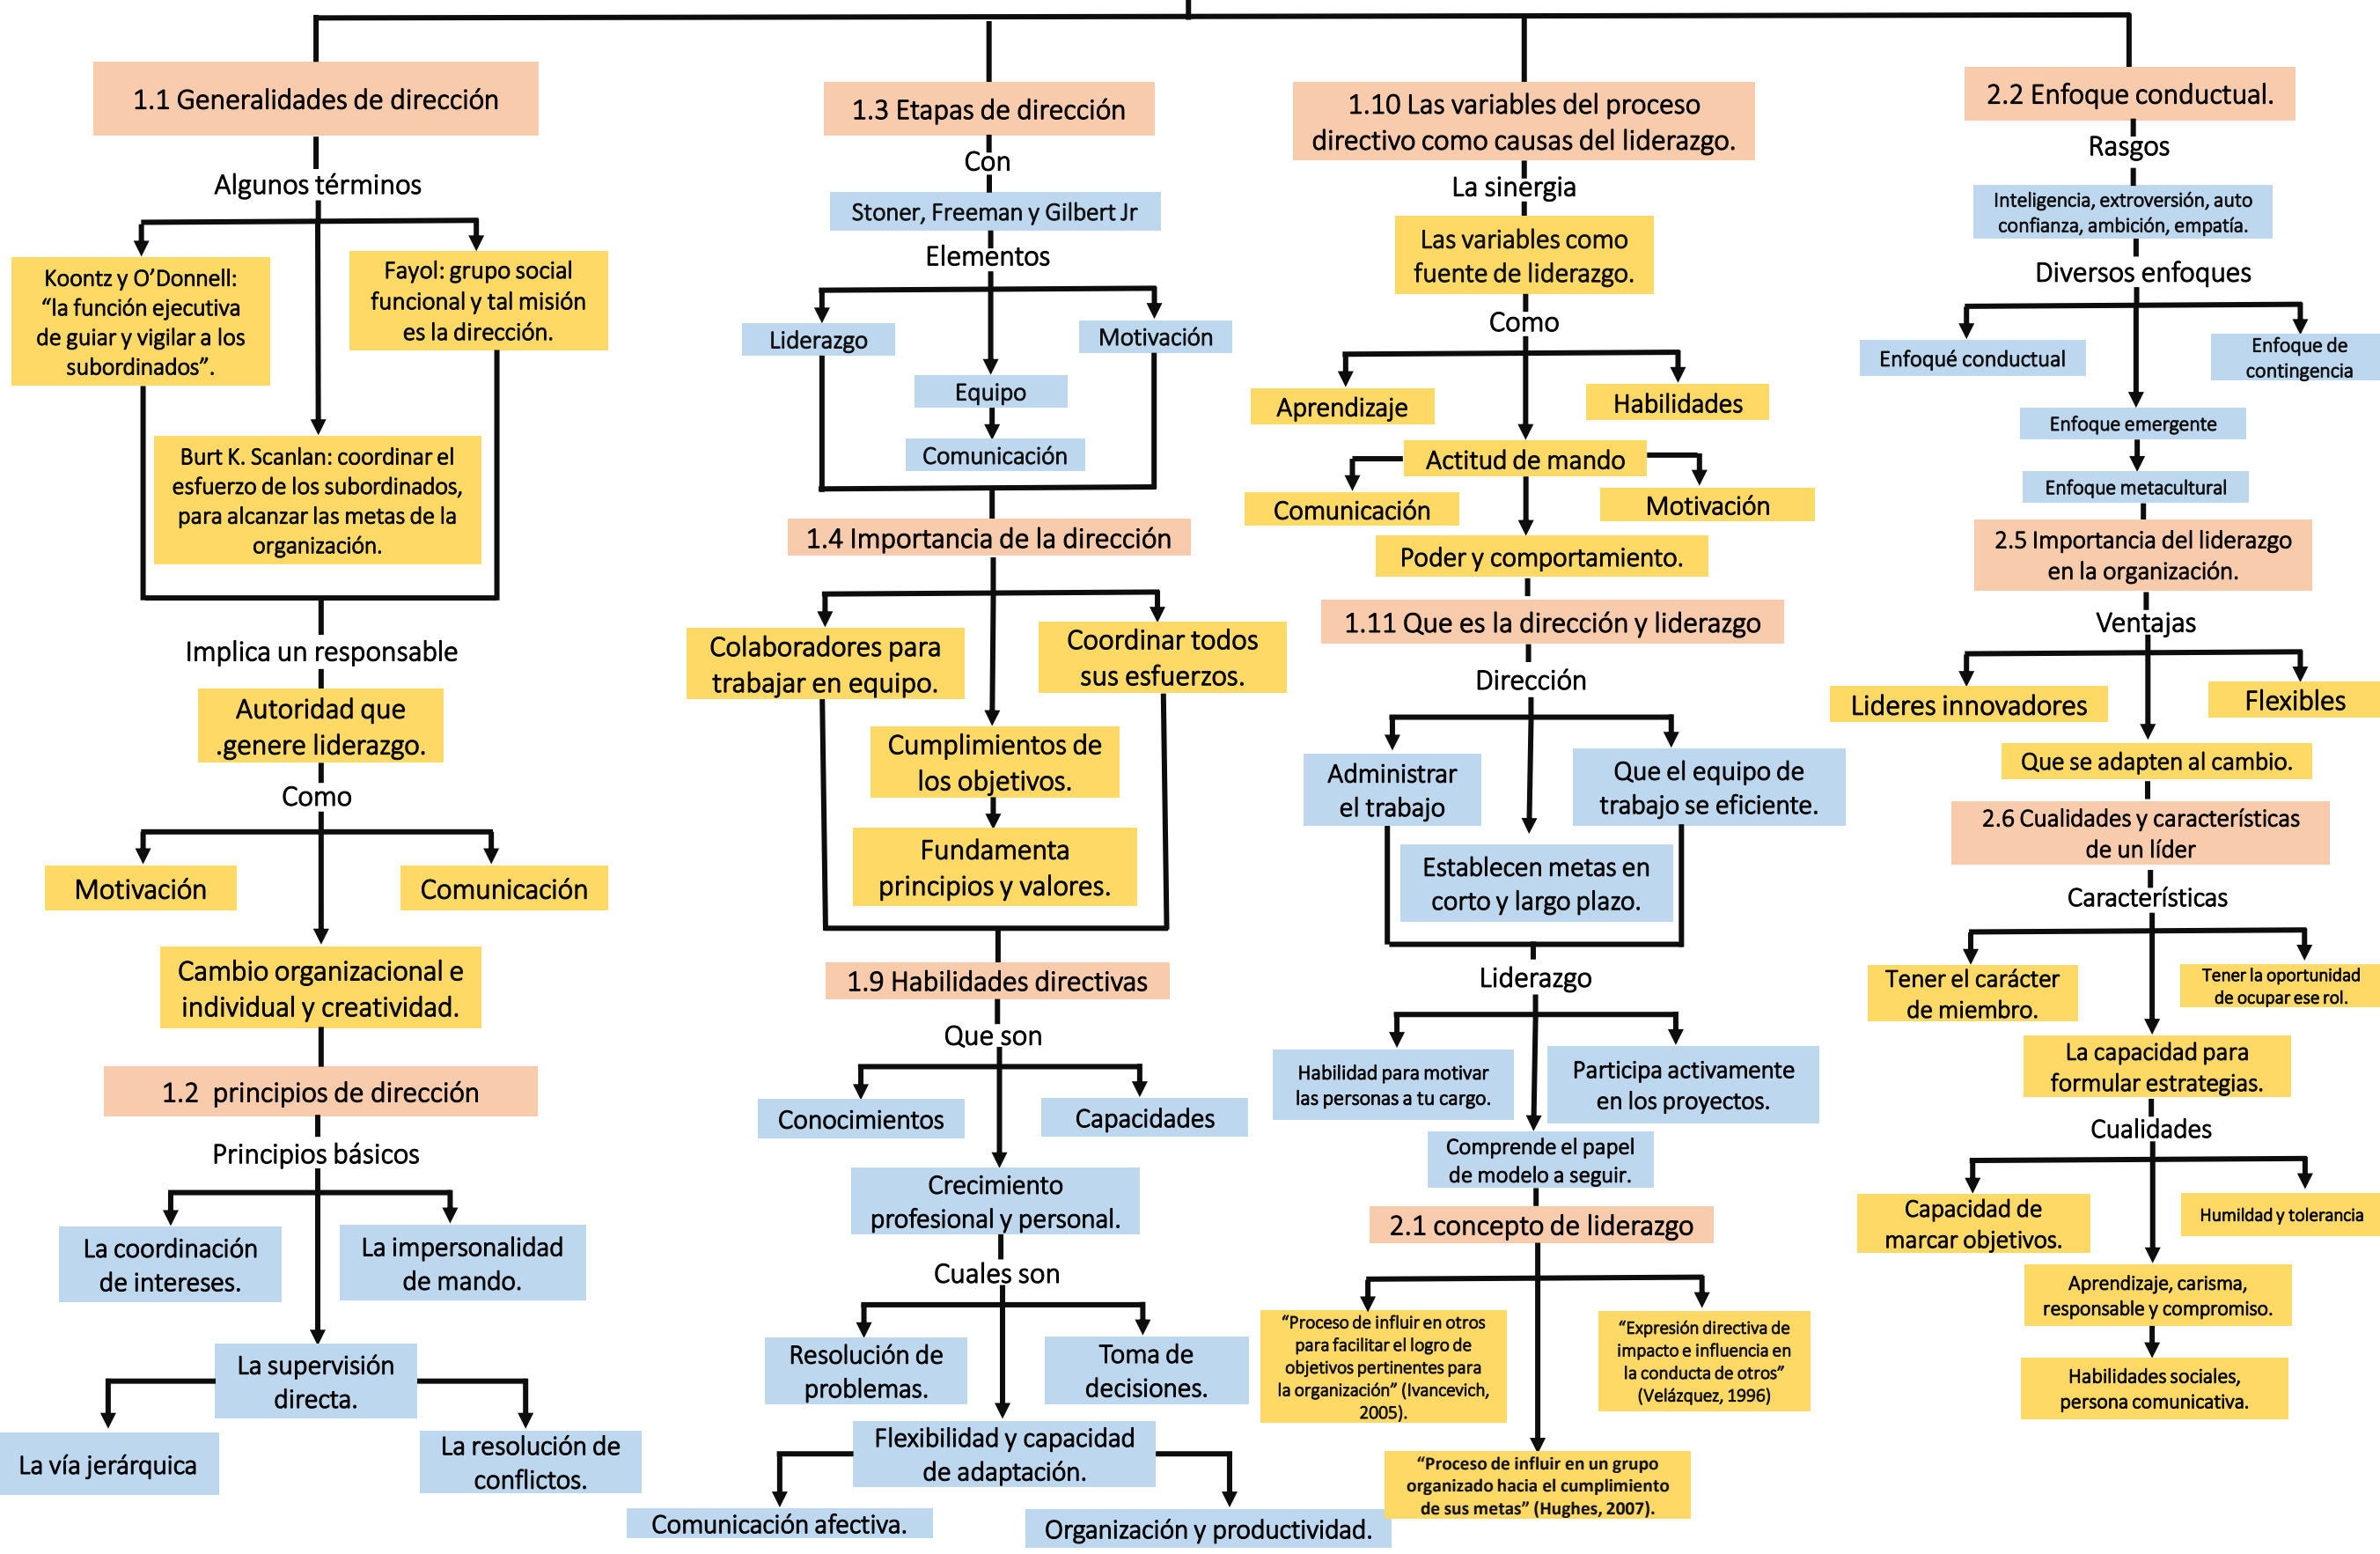 1.1 Generalidades de dirección
Algunos términos
Koontz y O’Donnell:
“la función ejecutiva
de guiar y vigilar a los
subordinados”.
Fayol: grupo social
funcional y tal misión
es la dirección.
Burt K. Scanlan: coordinar el
esfuerzo de los subordinados,
para alcanzar las metas de la
organización.
Implica un responsable
Autoridad que
.genere liderazgo.
Como
Motivación
Comunicación
Cambio organizacional e
individual y creatividad.
1.2 principios de dirección
Principios básicos
La coordinación
de intereses.
La impersonalidad
de mando.
La supervisión
directa.
La vía jerárquica
La resolución de
conflictos.
1.3 Etapas de dirección
Con
Stoner, Freeman y Gilbert Jr
Elementos
Liderazgo
Motivación
Equipo
Comunicación
1.4 Importancia de la dirección
Colaboradores para
trabajar en equipo.
Coordinar todos
sus esfuerzos.
Cumplimientos de
los objetivos.
Fundamenta
principios y valores.
1.9 Habilidades directivas
Que son
Conocimientos
Capacidades
Crecimiento
profesional y personal.
Cuales son
Resolución de
problemas.
Toma de
decisiones.
Flexibilidad y capacidad
de adaptación.
Comunicación afectiva.
Organización y productividad.
1.10 Las variables del proceso
directivo como causas del liderazgo.
La sinergia
Las variables como
fuente de liderazgo.
Como
Aprendizaje
Habilidades
Actitud de mando
Comunicación
Motivación
Poder y comportamiento.
1.11 Que es la dirección y liderazgo
Dirección
Administrar
el trabajo
Que el equipo de
trabajo se eficiente.
Establecen metas en
corto y largo plazo.
Liderazgo
Habilidad para motivar
las personas a tu cargo.
Participa activamente
en los proyectos.
Comprende el papel
de modelo a seguir.
2.1 concepto de liderazgo
“Proceso de influir en otros
para facilitar el logro de
objetivos pertinentes para
la organización” (Ivancevich,
2005).
“Expresión directiva de
impacto e influencia en
la conducta de otros”
(Velázquez, 1996)
“Proceso de influir en un grupo
organizado hacia el cumplimiento
de sus metas” (Hughes, 2007).
2.2 Enfoque conductual.
Rasgos
Inteligencia, extroversión, auto
confianza, ambición, empatía.
Diversos enfoques
Enfoqué conductual
Enfoque de
contingencia
Enfoque emergente
Enfoque metacultural
2.5 Importancia del liderazgo
en la organización.
Ventajas
Lideres innovadores
Flexibles
Que se adapten al cambio.
2.6 Cualidades y características
de un líder
Características
Tener el carácter
de miembro.
Tener la oportunidad
de ocupar ese rol.
La capacidad para
formular estrategias.
Cualidades
Capacidad de
marcar objetivos.
Humildad y tolerancia
Aprendizaje, carisma,
responsable y compromiso.
Habilidades sociales,
persona comunicativa.